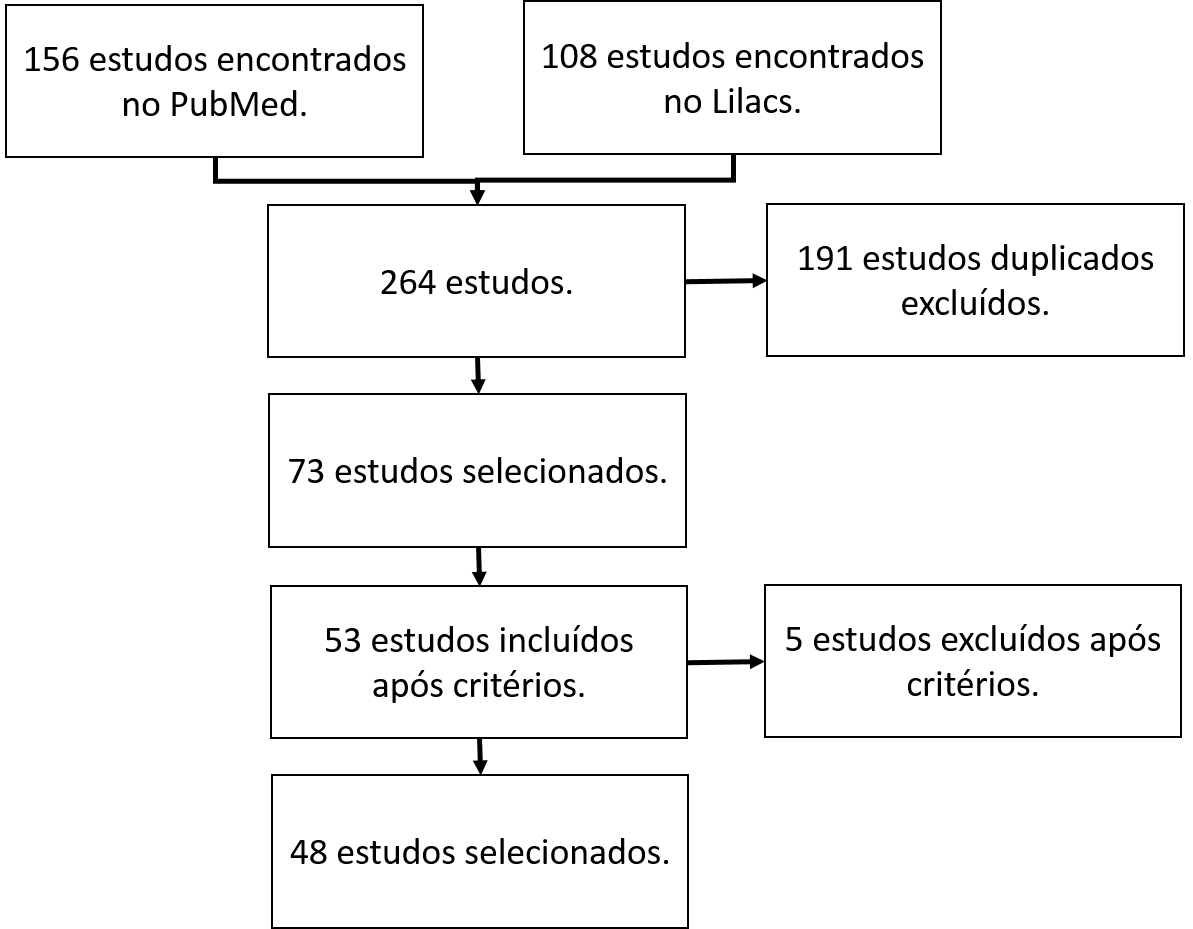 156 estudos encontrados
no PubMed.
108 estudos encontrados
no Lilacs.
264 estudos.
191 estudos duplicados
excluídos.
73 estudos selecionados.
53 estudos incluídos
após critérios.
5 estudos excluídos após
critérios.
48 estudos selecionados.